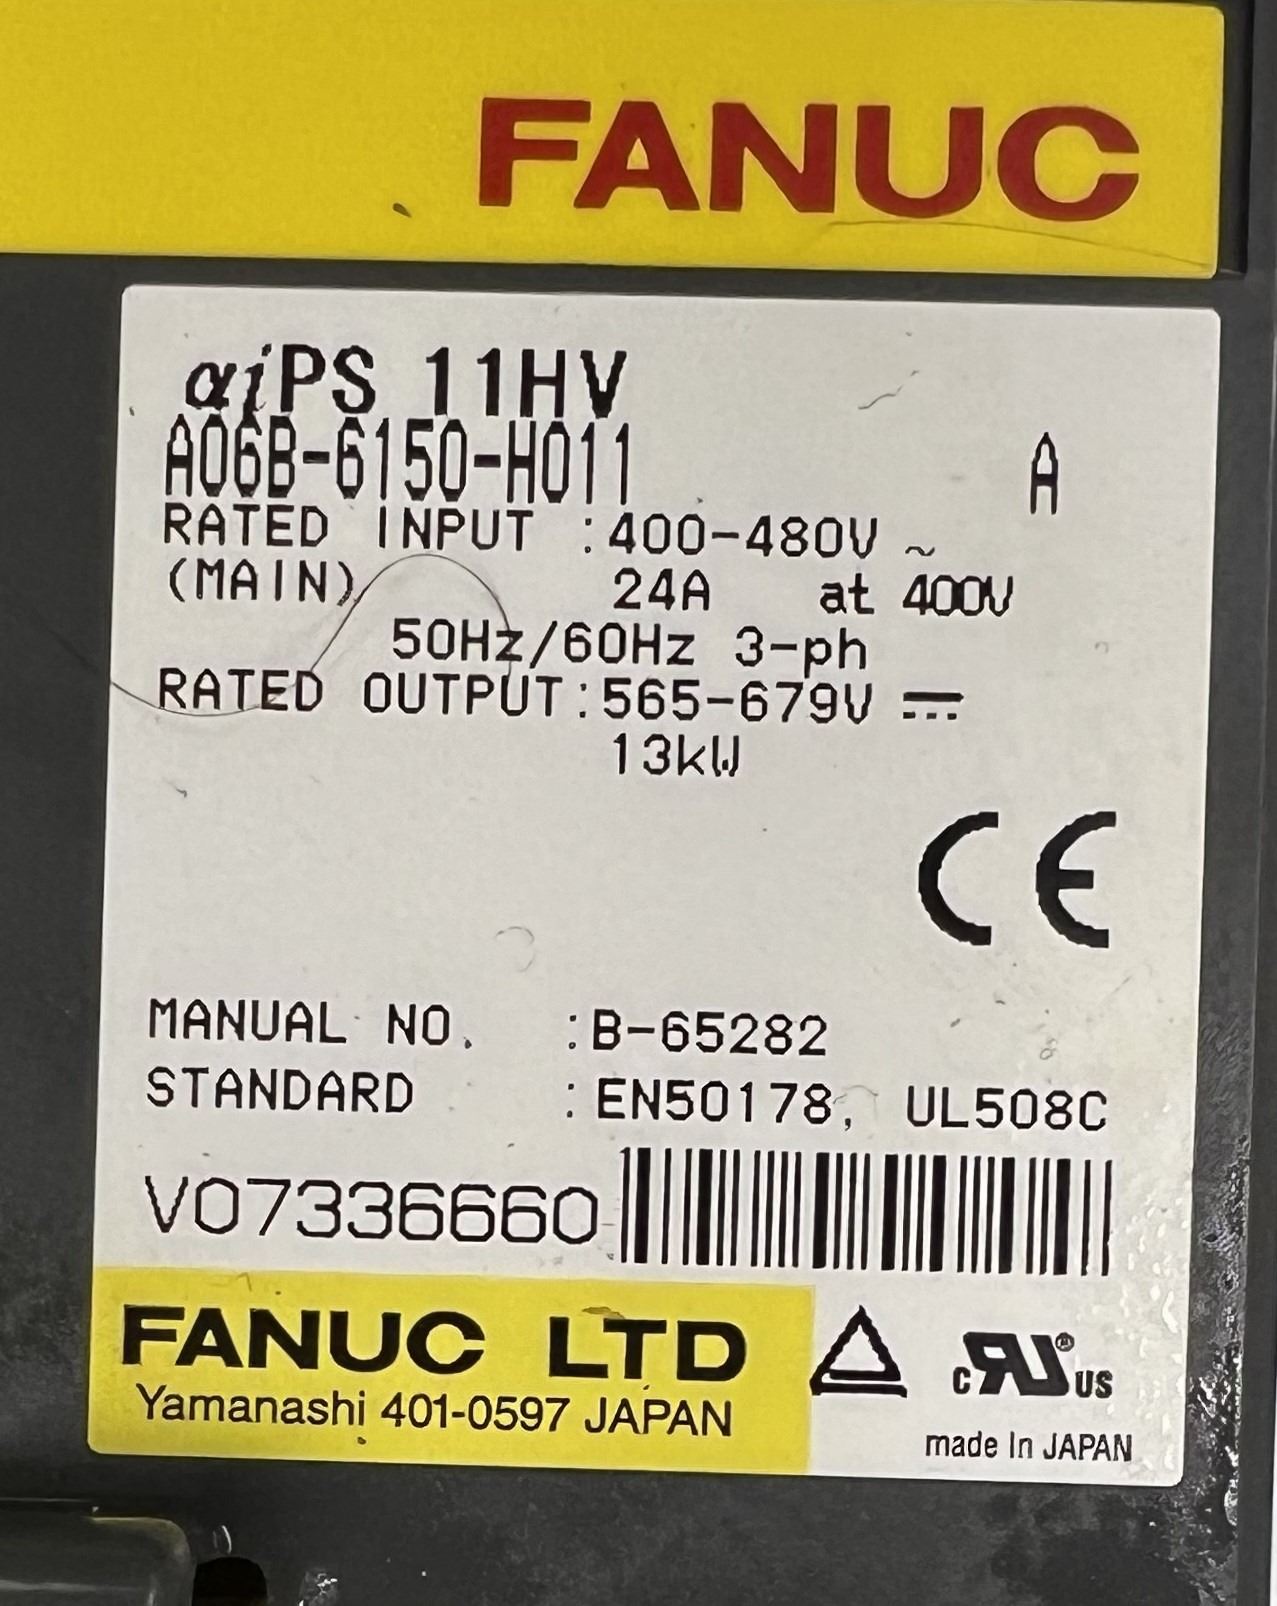 FANUC
αiPS 11HV
A06B-6150-H011 A
RATED INPUT :400-480V ~
(MAIN) 24A at 400V
50Hz/60Hz 3-ph
RATED OUTPUT:565-679V ⎓
13kW
CE
MANUAL NO. :B-65282
STANDARD :EN50178, UL508C
V07336660
FANUC LTD
Yamanashi 401-0597 JAPAN
c RU ® US
made In JAPAN